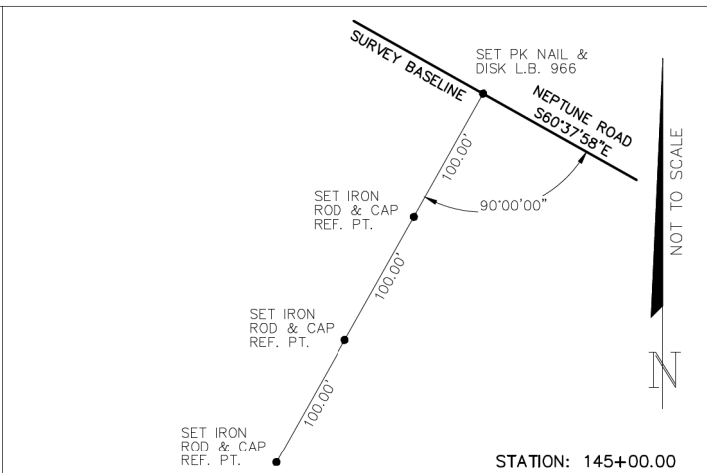 SET PK NAIL &
DISK L.B. 966
SURVEY BASELINE
NEPTUNE ROAD
S60°37'58"E
100.00'
90°00'00"
SET IRON
ROD & CAP
REF. PT.
100.00'
SET IRON
ROD & CAP
REF. PT.
100.00'
SET IRON
ROD & CAP
REF. PT.
NOT TO SCALE
N
STATION: 145+00.00